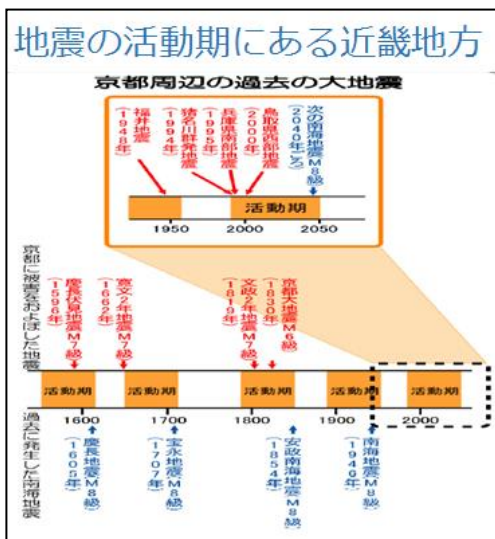 地震の活動期にある近畿地方
京都周辺の過去の大地震
福井地震
(1948年)
猪名川群発地震
(1994年)
兵庫県南部地震
(1995年)
鳥取県西部地震
(2000年)
次の南海地震M8級
(2040年ごろ)
活動期
1950
2000
2050
京都に被害をおよぼした地震
慶長伏見地震M7級
(1596年)
寛文2年地震M7級
(1662年)
文政2年地震M7級
(1819年)
京都大地震M6級
(1830年)
活動期
活動期
活動期
活動期
活動期
1600
1700
1800
1900
2000
過去に発生した南海地震
慶長地震M8級
(1605年)
宝永地震M8級
(1707年)
安政南海地震M8級
(1854年)
南海地震M8級
(1946年)